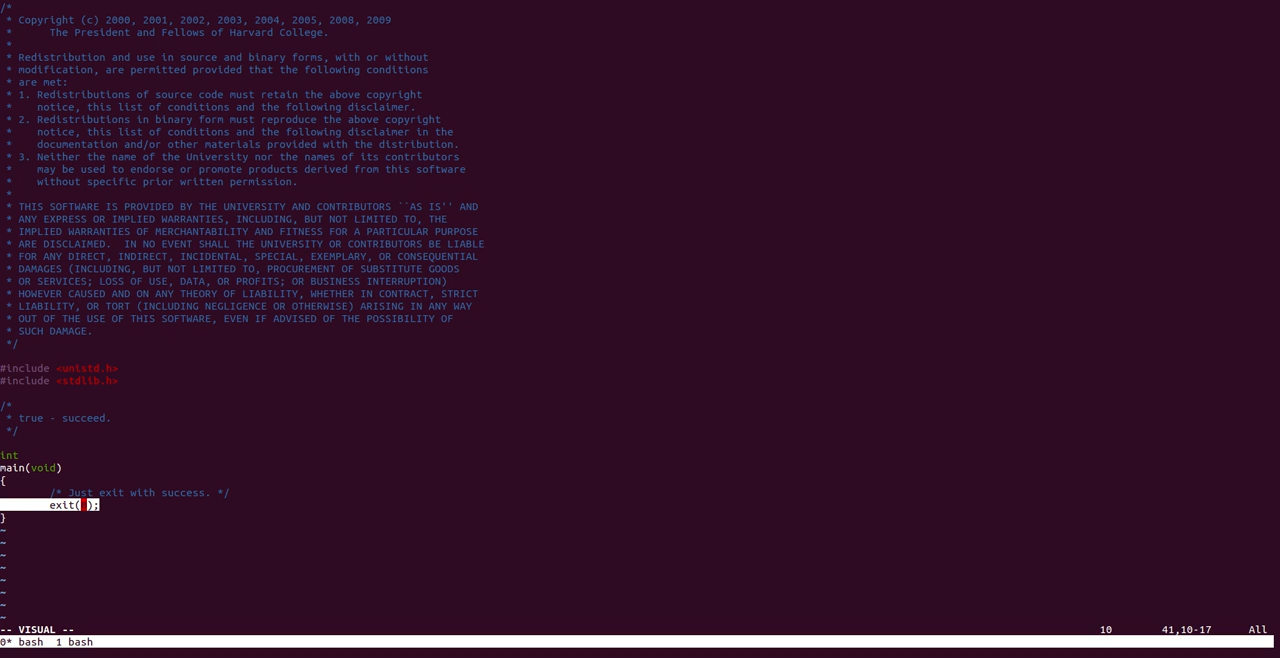 /*
 * Copyright (c) 2000, 2001, 2002, 2003, 2004, 2005, 2008, 2009
 *      The President and Fellows of Harvard College.
 *
 * Redistribution and use in source and binary forms, with or without
 * modification, are permitted provided that the following conditions
 * are met:
 * 1. Redistributions of source code must retain the above copyright
 *    notice, this list of conditions and the following disclaimer.
 * 2. Redistributions in binary form must reproduce the above copyright
 *    notice, this list of conditions and the following disclaimer in the
 *    documentation and/or other materials provided with the distribution.
 * 3. Neither the name of the University nor the names of its contributors
 *    may be used to endorse or promote products derived from this software
 *    without specific prior written permission.
 *
 * THIS SOFTWARE IS PROVIDED BY THE UNIVERSITY AND CONTRIBUTORS ``AS IS'' AND
 * ANY EXPRESS OR IMPLIED WARRANTIES, INCLUDING, BUT NOT LIMITED TO, THE
 * IMPLIED WARRANTIES OF MERCHANTABILITY AND FITNESS FOR A PARTICULAR PURPOSE
 * ARE DISCLAIMED.  IN NO EVENT SHALL THE UNIVERSITY OR CONTRIBUTORS BE LIABLE
 * FOR ANY DIRECT, INDIRECT, INCIDENTAL, SPECIAL, EXEMPLARY, OR CONSEQUENTIAL
 * DAMAGES (INCLUDING, BUT NOT LIMITED TO, PROCUREMENT OF SUBSTITUTE GOODS
 * OR SERVICES; LOSS OF USE, DATA, OR PROFITS; OR BUSINESS INTERRUPTION)
 * HOWEVER CAUSED AND ON ANY THEORY OF LIABILITY, WHETHER IN CONTRACT, STRICT
 * LIABILITY, OR TORT (INCLUDING NEGLIGENCE OR OTHERWISE) ARISING IN ANY WAY
 * OUT OF THE USE OF THIS SOFTWARE, EVEN IF ADVISED OF THE POSSIBILITY OF
 * SUCH DAMAGE.
 */

#include <unistd.h>
#include <stdlib.h>

/*
 * true - succeed.
 */

int
main(void)
{
        /* Just exit with success. */
        exit( );
}
~
~
~
~
~
~
~
~
-- VISUAL --                    10        41,10-17      All
0* bash  1 bash